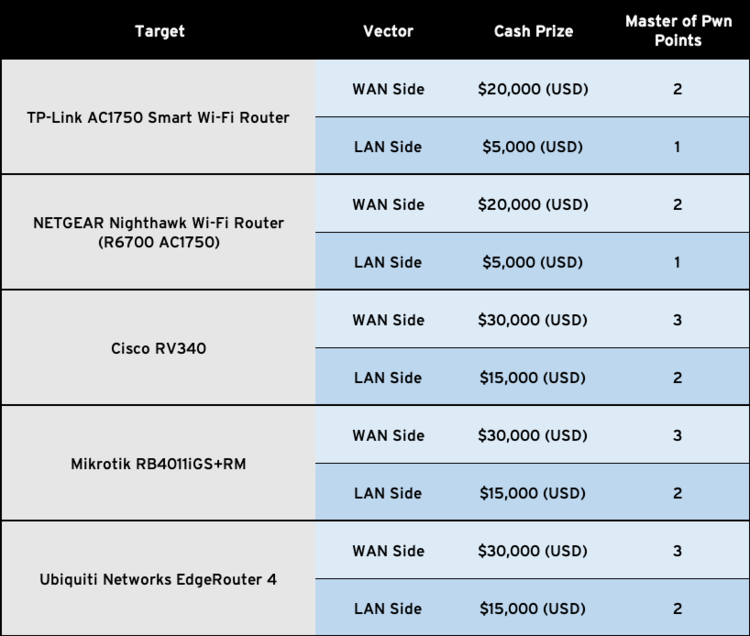 Target Vector Cash Prize Master of Pwn
Points
TP-Link AC1750 Smart Wi-Fi Router
WAN Side $20,000 (USD) 2
LAN Side $5,000 (USD) 1
NETGEAR Nighthawk Wi-Fi Router
(R6700 AC1750)
WAN Side $20,000 (USD) 2
LAN Side $5,000 (USD) 1
Cisco RV340
WAN Side $30,000 (USD) 3
LAN Side $15,000 (USD) 2
Mikrotik RB4011iGS+RM
WAN Side $30,000 (USD) 3
LAN Side $15,000 (USD) 2
Ubiquiti Networks EdgeRouter 4
WAN Side $30,000 (USD) 3
LAN Side $15,000 (USD) 2